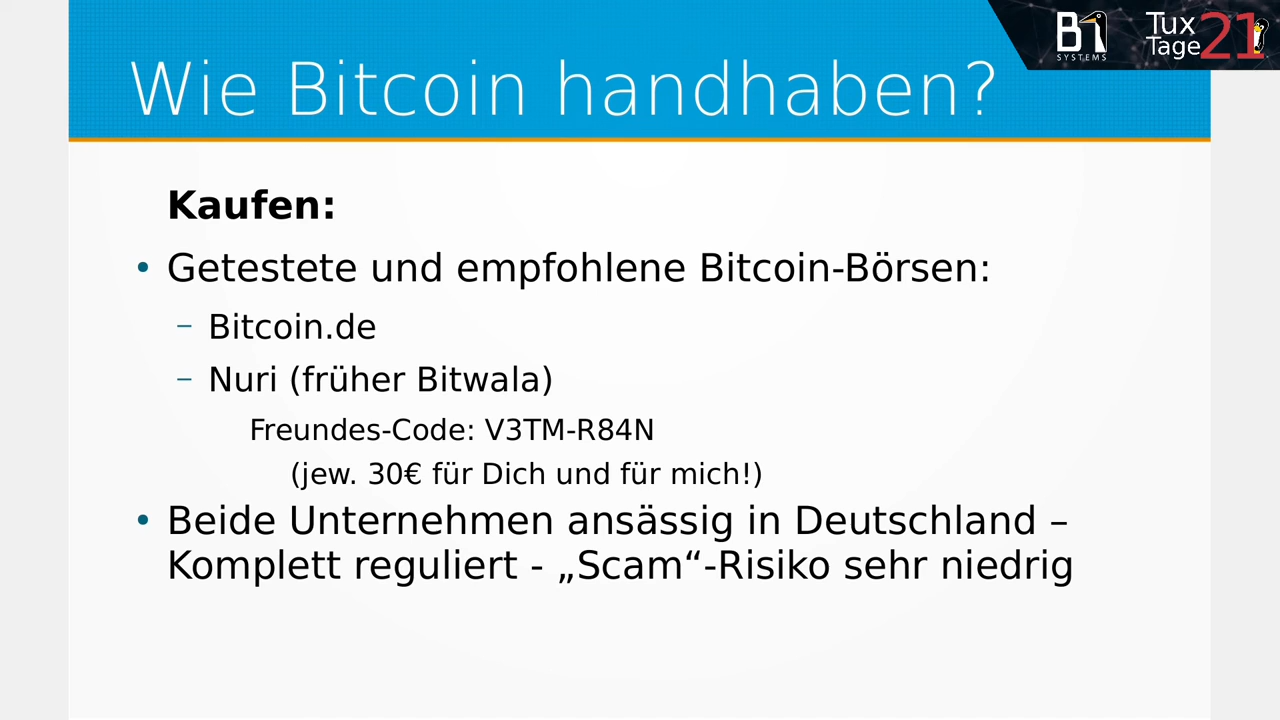 B1
SYSTEMS
Tux
Tage 21
Wie Bitcoin handhaben?
Kaufen:
• Getestete und empfohlene Bitcoin-Börsen:
– Bitcoin.de
– Nuri (früher Bitwala)
Freundes-Code: V3TM-R84N
(jew. 30€ für Dich und für mich!)
• Beide Unternehmen ansässig in Deutschland –
Komplett reguliert - „Scam“-Risiko sehr niedrig